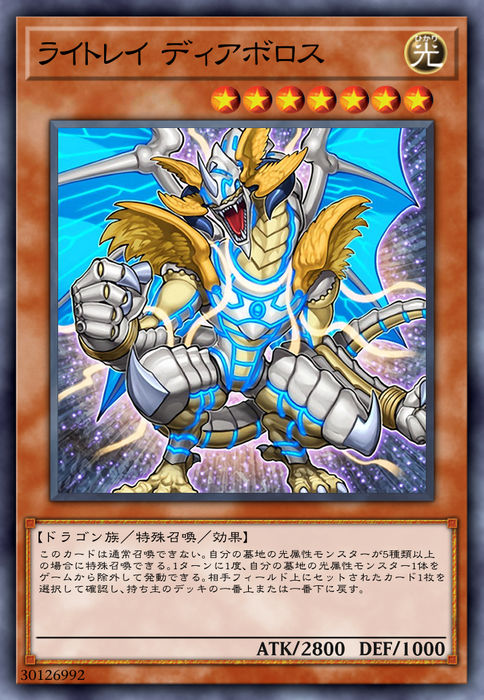 ライトレイ ディアボロス
ひかり
光
【ドラゴン族／特殊召喚／効果】
このカードは通常召喚できない。自分の墓地の光属性モンスターが5種類以上
の場合に特殊召喚できる。1ターンに1度、自分の墓地の光属性モンスター1体を
ゲームから除外して発動できる。相手フィールド上にセットされたカード1枚を
選択して確認し、持ち主のデッキの一番上または一番下に戻す。
ATK/2800 DEF/1000
30126992